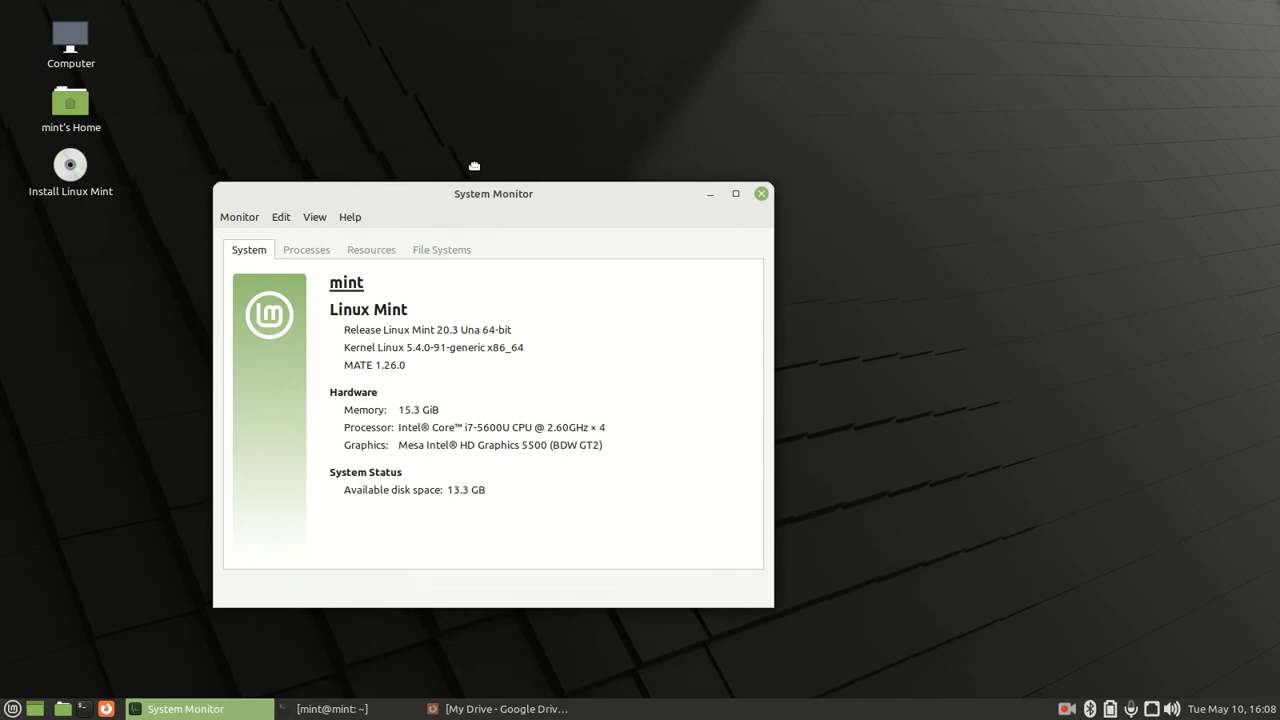 Computer
mint's Home
Install Linux Mint
System Monitor
Monitor Edit View Help
System Processes Resources File Systems
mint
Linux Mint
Release Linux Mint 20.3 Una 64-bit
Kernel Linux 5.4.0-91-generic x86_64
MATE 1.26.0
Hardware
Memory: 15.3 GiB
Processor: Intel® Core™ i7-5600U CPU @ 2.60GHz × 4
Graphics: Mesa Intel® HD Graphics 5500 (BDW GT2)
System Status
Available disk space: 13.3 GB
System Monitor [mint@mint: ~] [My Drive - Google Driv... Tue May 10, 16:08